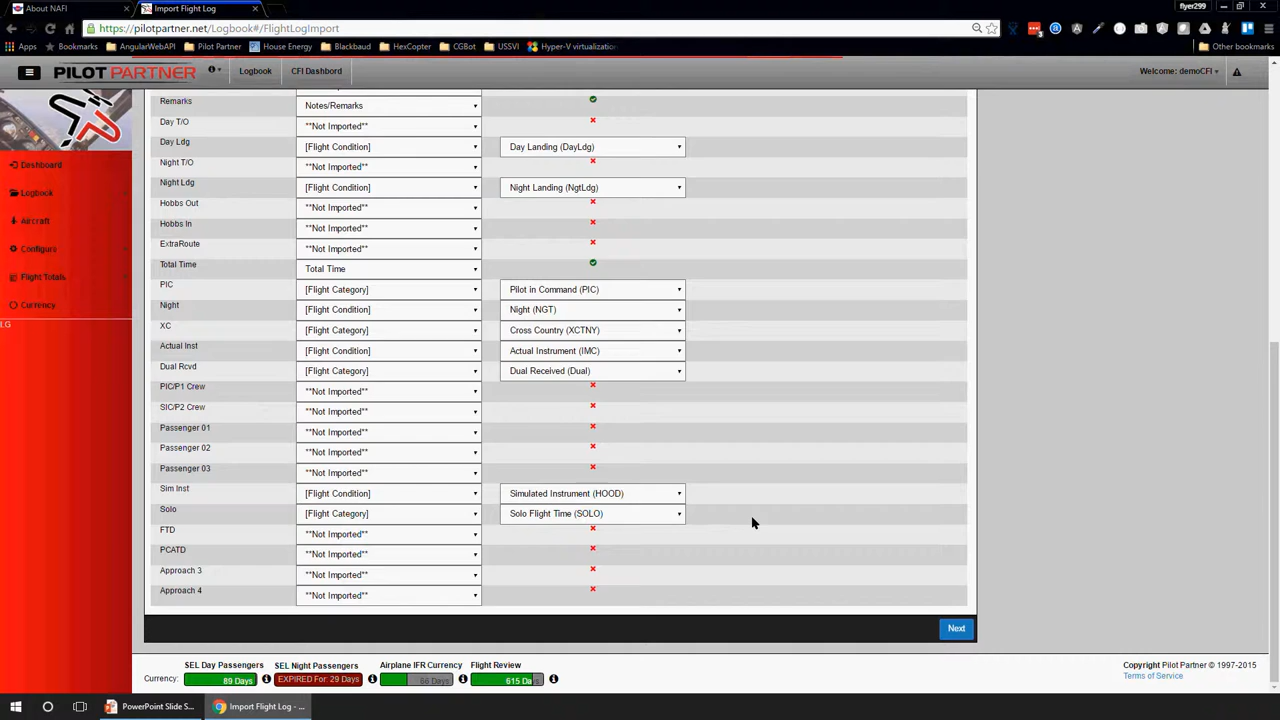 About NAFI
Import Flight Log
flyer299
https://pilotpartner.net/Logbook#/FlightLogImport
Apps
Bookmarks
AngularWebAPI
Pilot Partner
House Energy
Blackbaud
HexCopter
CGBot
USSVI
Hyper-V virtualization
Other bookmarks
PILOT PARTNER
Logbook
CFI Dashbord
Welcome: demoCFI
Dashboard
Logbook
Aircraft
Configure
Flight Totals
Currency
LG
Remarks Notes/Remarks
Day T/O **Not Imported**
Day Ldg [Flight Condition] Day Landing (DayLdg)
Night T/O **Not Imported**
Night Ldg [Flight Condition] Night Landing (NgtLdg)
Hobbs Out **Not Imported**
Hobbs In **Not Imported**
ExtraRoute **Not Imported**
Total Time Total Time
PIC [Flight Category] Pilot in Command (PIC)
Night [Flight Condition] Night (NGT)
XC [Flight Category] Cross Country (XCTNY)
Actual Inst [Flight Condition] Actual Instrument (IMC)
Dual Rcvd [Flight Category] Dual Received (Dual)
PIC/P1 Crew **Not Imported**
SIC/P2 Crew **Not Imported**
Passenger 01 **Not Imported**
Passenger 02 **Not Imported**
Passenger 03 **Not Imported**
Sim Inst [Flight Condition] Simulated Instrument (HOOD)
Solo [Flight Category] Solo Flight Time (SOLO)
FTD **Not Imported**
PCATD **Not Imported**
Approach 3 **Not Imported**
Approach 4 **Not Imported**
Next
SEL Day Passengers SEL Night Passengers Airplane IFR Currency Flight Review
Currency: 89 Days EXPIRED For: 29 Days 66 Days 615 Da
Copyright Pilot Partner © 1997-2015
Terms of Service
PowerPoint Slide S...
Import Flight Log - ...